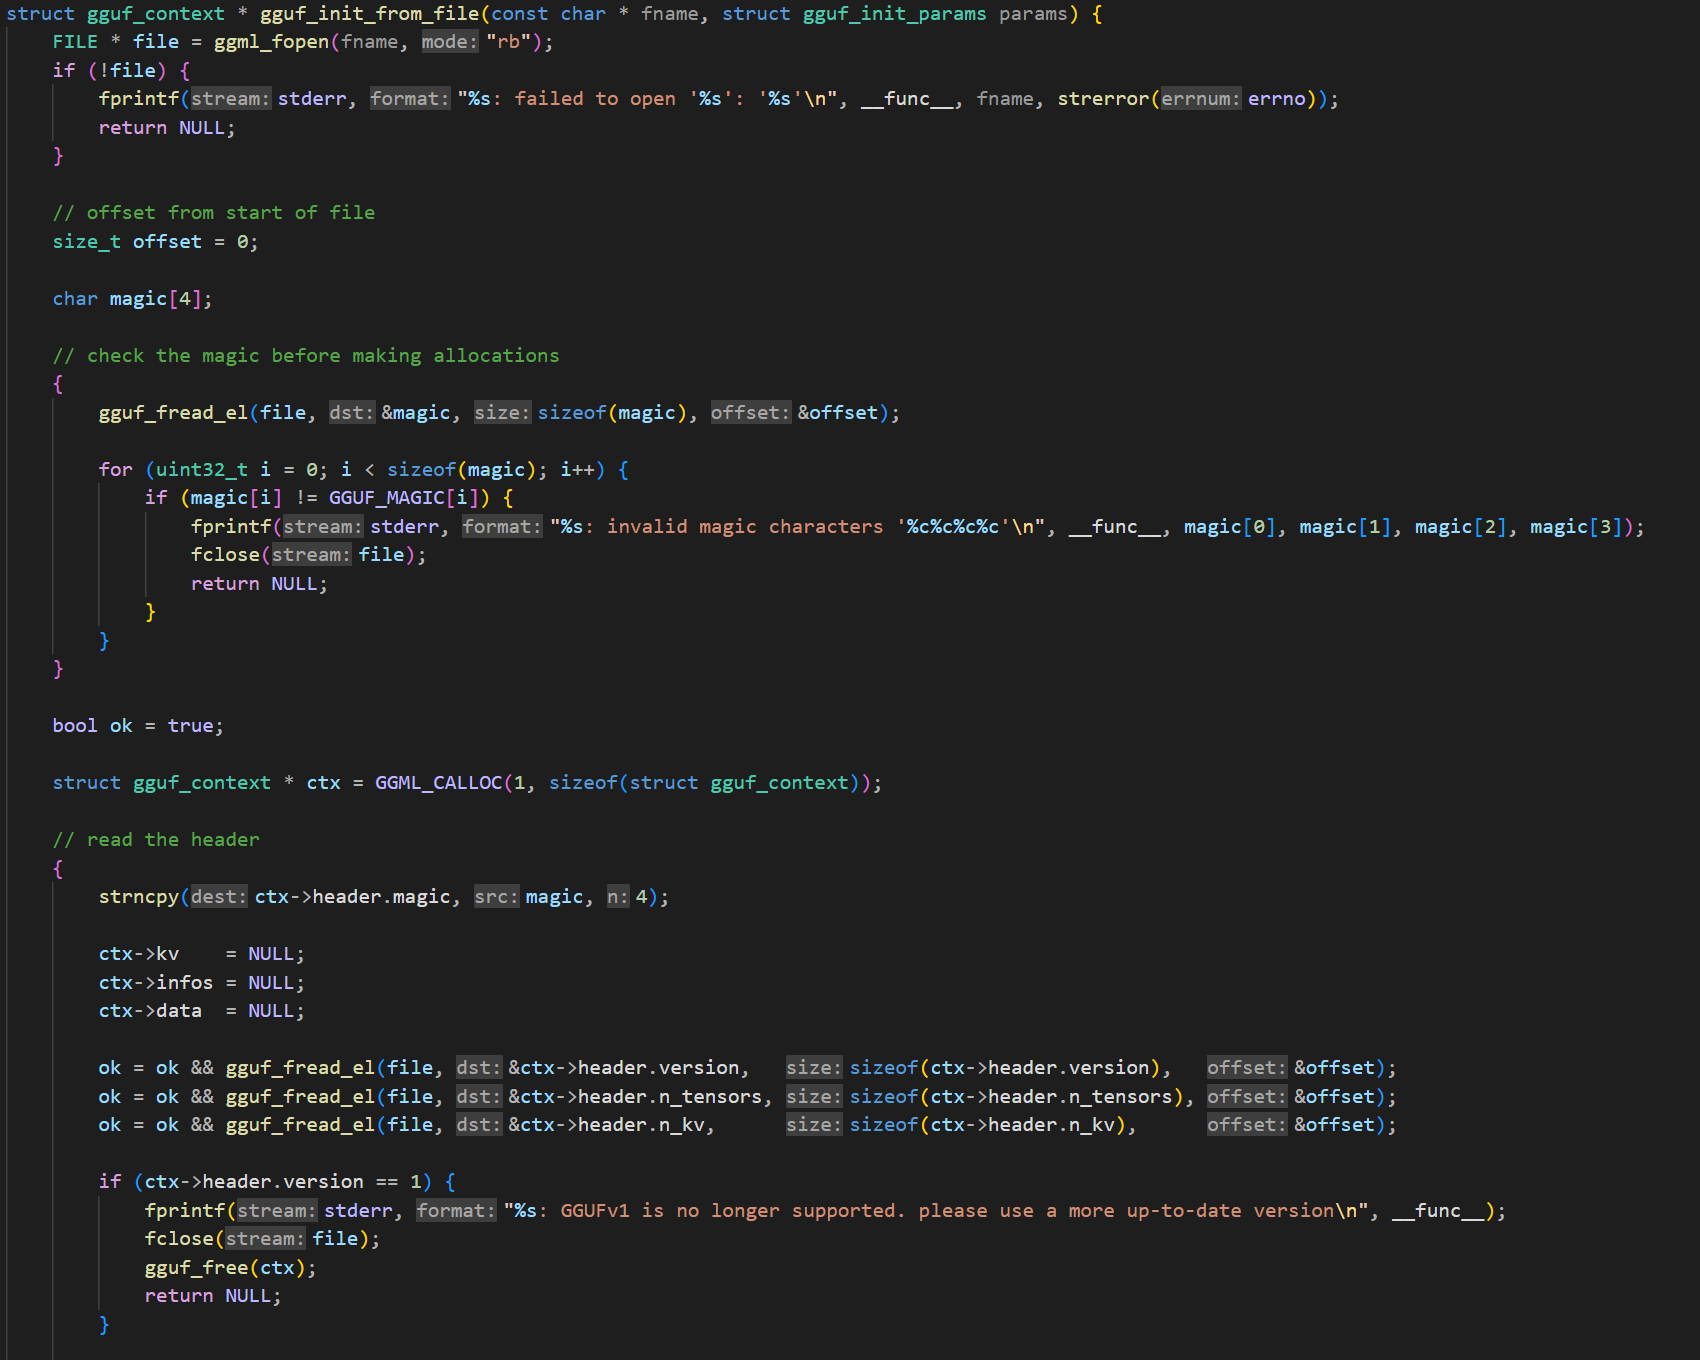 struct gguf_context * gguf_init_from_file(const char * fname, struct gguf_init_params params) {
    FILE * file = ggml_fopen(fname, mode: "rb");
    if (!file) {
        fprintf(stream: stderr, format: "%s: failed to open '%s': '%s'\n", __func__, fname, strerror(errnum: errno));
        return NULL;
    }

    // offset from start of file
    size_t offset = 0;

    char magic[4];

    // check the magic before making allocations
    {
        gguf_fread_el(file, dst: &magic, size: sizeof(magic), offset: &offset);

        for (uint32_t i = 0; i < sizeof(magic); i++) {
            if (magic[i] != GGUF_MAGIC[i]) {
                fprintf(stream: stderr, format: "%s: invalid magic characters '%c%c%c%c'\n", __func__, magic[0], magic[1], magic[2], magic[3]);
                fclose(stream: file);
                return NULL;
            }
        }
    }

    bool ok = true;

    struct gguf_context * ctx = GGML_CALLOC(1, sizeof(struct gguf_context));

    // read the header
    {
        strncpy(dest: ctx->header.magic, src: magic, n: 4);

        ctx->kv    = NULL;
        ctx->infos = NULL;
        ctx->data  = NULL;

        ok = ok && gguf_fread_el(file, dst: &ctx->header.version,   size: sizeof(ctx->header.version),   offset: &offset);
        ok = ok && gguf_fread_el(file, dst: &ctx->header.n_tensors, size: sizeof(ctx->header.n_tensors), offset: &offset);
        ok = ok && gguf_fread_el(file, dst: &ctx->header.n_kv,      size: sizeof(ctx->header.n_kv),      offset: &offset);

        if (ctx->header.version == 1) {
            fprintf(stream: stderr, format: "%s: GGUFv1 is no longer supported. please use a more up-to-date version\n", __func__);
            fclose(stream: file);
            gguf_free(ctx);
            return NULL;
        }